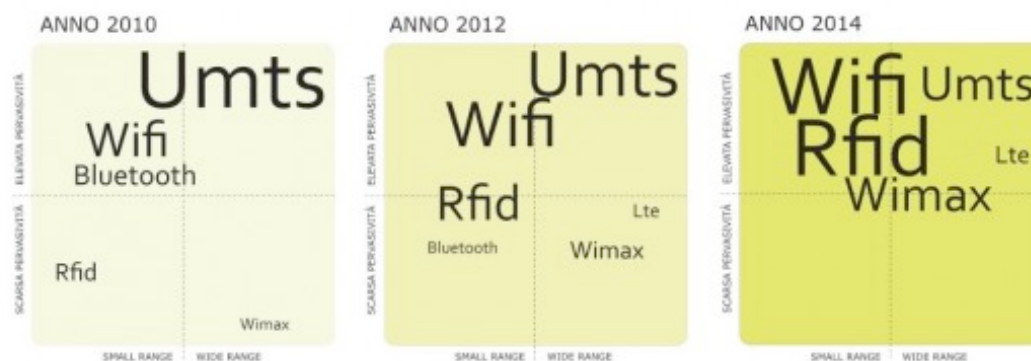 ANNO 2010
Umts
Wifi
Bluetooth
Rfid
Wimax
ELEVATA PERVASIVITÀ
SCARSA PERVASIVITÀ
SMALL RANGE
WIDE RANGE
ANNO 2012
Umts
Wifi
Rfid
Lte
Bluetooth
Wimax
ELEVATA PERVASIVITÀ
SCARSA PERVASIVITÀ
SMALL RANGE
WIDE RANGE
ANNO 2014
Wifi
Umts
Rfid
Lte
Wimax
ELEVATA PERVASIVITÀ
SCARSA PERVASIVITÀ
SMALL RANGE
WIDE RANGE